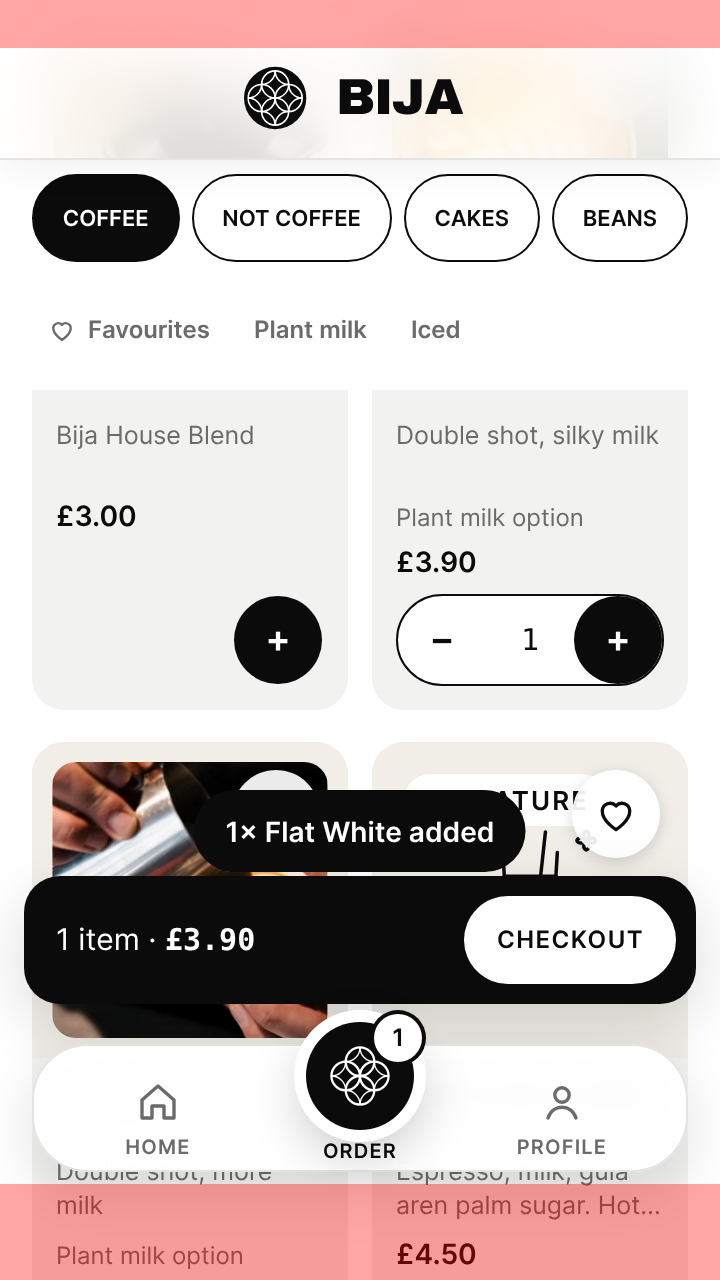 BIJA
COFFEE
NOT COFFEE
CAKES
BEANS
Favourites
Plant milk
Iced
Bija House Blend
£3.00
+
Double shot, silky milk
Plant milk option
£3.90
− 1 +
1× Flat White added
1 item · £3.90
CHECKOUT
1
HOME
ORDER
PROFILE
Double shot, more
milk
Plant milk option
Espresso, milk, gula
aren palm sugar. Hot...
£4.50